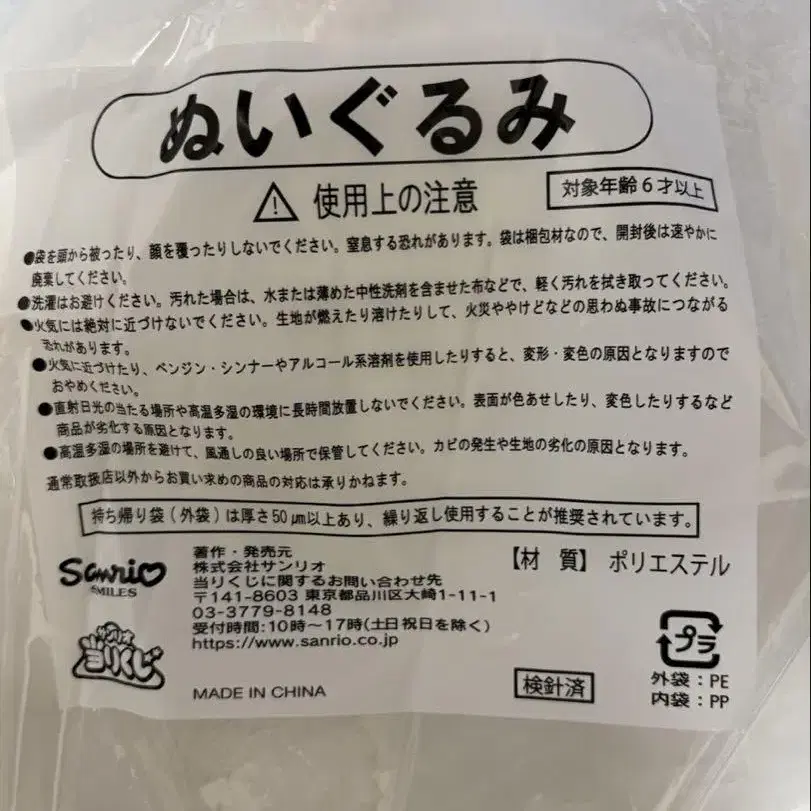 ぬいぐるみ
⚠使用上の注意
対象年齢6才以上
●袋を頭から被ったり、顔を覆ったりしないでください。窒息する恐れがあります。袋は梱包材なので、開封後は速やかに
廃棄してください。
●洗濯はお避けください。汚れた場合は、水または薄めた中性洗剤を含ませた布などで、軽く汚れを拭き取ってください。
●火気には絶対に近づけないでください。生地が燃えたり溶けたりして、火災ややけどなどの思わぬ事故につながる
恐れがあります。
●火気に近づけたり、ベンジン・シンナーやアルコール系溶剤を使用したりすると、変形・変色の原因となりますので
おやめください。
●直射日光の当たる場所や高温多湿の環境に長時間放置しないでください。表面が色あせしたり、変色したりするなど
商品が劣化する原因となります。
●高温多湿の場所を避けて、風通しの良い場所で保管してください。カビの発生や生地の劣化の原因となります。
通常取扱店以外からお買い求めの商品の対応は承りかねます。
持ち帰り袋(外袋)は厚さ50μm以上あり、繰り返し使用することが推奨されています。
Sanrio
SMILES
サンリオ
当りくじ
著作・発売元
株式会社サンリオ
当りくじに関するお問い合わせ先
〒141-8603 東京都品川区大崎1-11-1
03-3779-8148
受付時間:10時〜17時(土日祝日を除く)
https://www.sanrio.co.jp
MADE IN CHINA
【材 質】 ポリエステル
検針済
プラ
外袋:PE
内袋:PP